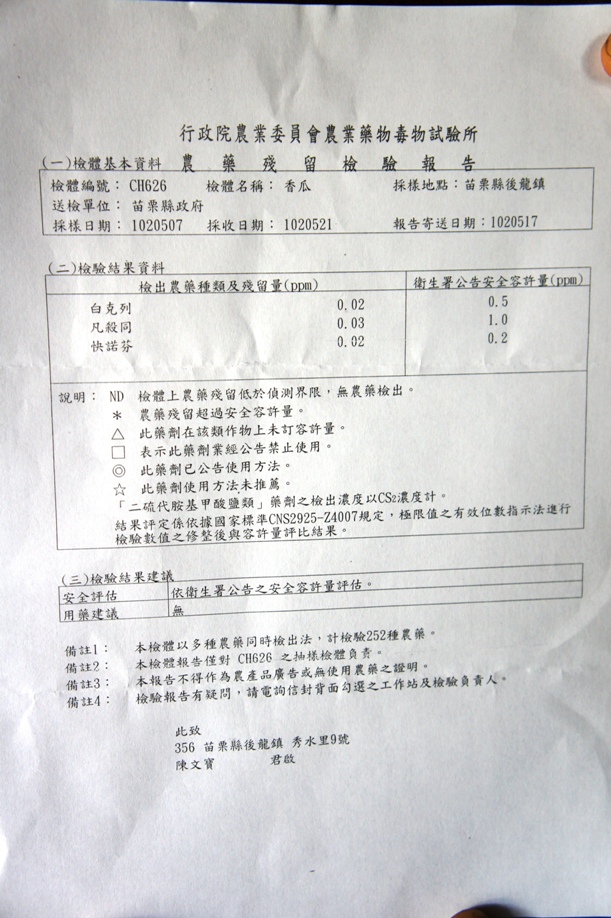 行政院農業委員會農業藥物毒物試驗所
農 藥 殘 留 檢 驗 報 告
(一)檢體基本資料
檢體編號： CH626 檢體名稱：香瓜 採樣地點：苗栗縣後龍鎮
送檢單位： 苗栗縣政府
採樣日期： 1020507 採收日期： 1020521 報告寄送日期：1020517
(二)檢驗結果資料
檢出農藥種類及殘留量(ppm) 衛生署公告安全容許量(ppm)
白克列 0.02 0.5
凡殺同 0.03 1.0
快諾芬 0.02 0.2
說明： ND 檢體上農藥殘留低於偵測界限，無農藥檢出。
* 農藥殘留超過安全容許量。
△ 此藥劑在該類作物上未訂容許量。
□ 表示此藥劑業經公告禁止使用。
◎ 此藥劑已公告使用方法。
☆ 此藥劑使用方法未推薦。
「二硫代胺基甲酸鹽類」藥劑之檢出濃度以CS2濃度計。
結果評定係依據國家標準CNS2925-Z4007規定，極限值之有效位數指示法進行
檢驗數值之修整後與容許量評比結果。
(三)檢驗結果建議
安全評估 依衛生署公告之安全容許量評估。
用藥建議 無
備註1： 本檢體以多種農藥同時檢出法，計檢驗252種農藥。
備註2： 本檢體報告僅對 CH626 之抽樣檢體負責。
備註3： 本報告不得作為農產品廣告或無使用農藥之證明。
備註4： 檢驗報告有疑問，請電詢信封背面勾選之工作站及檢驗負責人。
此致
356 苗栗縣後龍鎮 秀水里9號
陳文寶 君啟